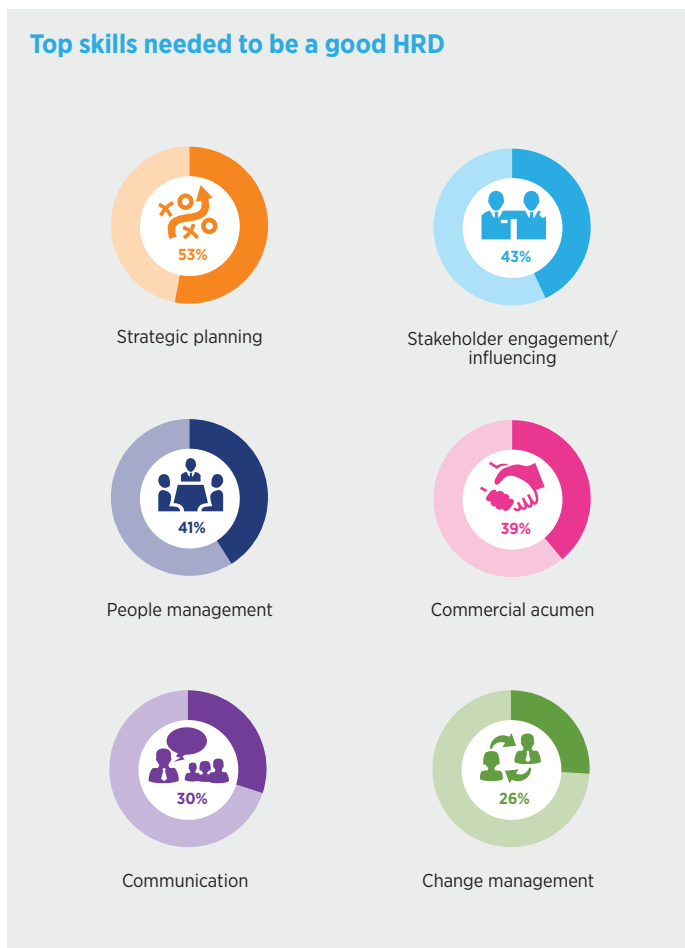 Top skills needed to be a good HRD
53%
Strategic planning
43%
Stakeholder engagement/
influencing
41%
People management
39%
Commercial acumen
30%
Communication
26%
Change management